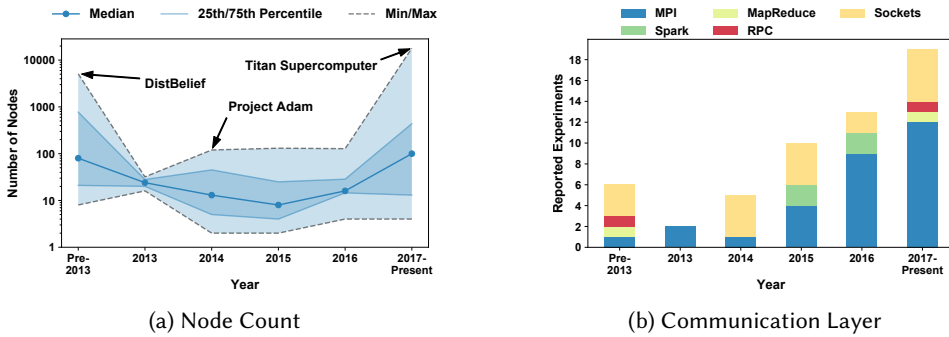 Median 25th/75th Percentile Min/Max
10000
1000
100
10
1
Number of Nodes
DistBelief
Project Adam
Titan Supercomputer
Pre-2013 2013 2014 2015 2016 2017-Present
Year
(a) Node Count
MPI MapReduce Sockets
Spark RPC
18
16
14
12
10
8
6
4
2
0
Reported Experiments
Pre-2013 2013 2014 2015 2016 2017-Present
Year
(b) Communication Layer